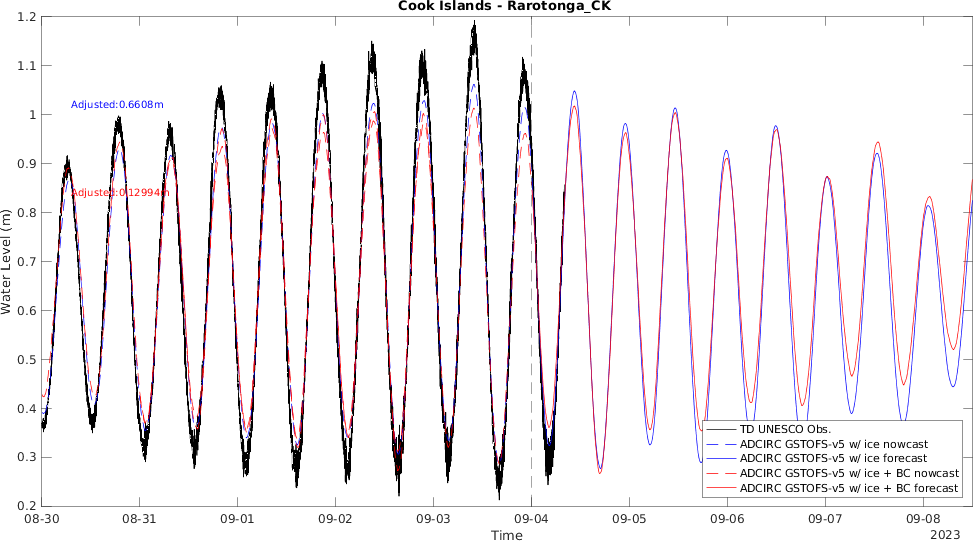 Cook Islands - Rarotonga_CK
1.2
1.1
1
0.9
0.8
0.7
0.6
0.5
0.4
0.3
0.2
Water Level (m)
Adjusted:0.6608m
Adjusted:0.12994m
TD UNESCO Obs.
ADCIRC GSTOFS-v5 w/ ice nowcast
ADCIRC GSTOFS-v5 w/ ice forecast
ADCIRC GSTOFS-v5 w/ ice + BC nowcast
ADCIRC GSTOFS-v5 w/ ice + BC forecast
08-30 08-31 09-01 09-02 09-03 09-04 09-05 09-06 09-07 09-08
Time
2023